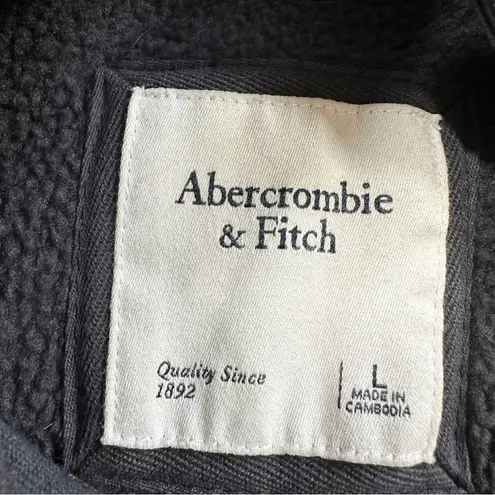 Abercrombie
& Fitch
Quality Since
1892
L
MADE IN
CAMBODIA